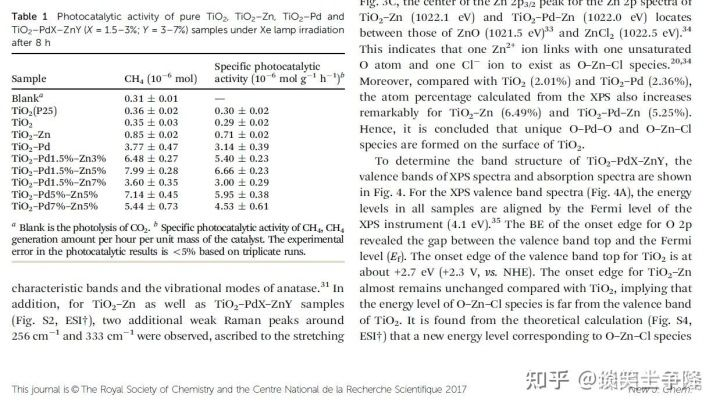 Table 1 Photocatalytic activity of pure TiO2, TiO2–Zn, TiO2–Pd and
TiO2–PdX–ZnY (X = 1.5–3%; Y = 3–7%) samples under Xe lamp irradiation
after 8 h
Sample CH4 (10−6 mol) Specific photocatalytic activity (10−6 mol g−1 h−1)b
Blanka 0.31 ± 0.01 —
TiO2(P25) 0.36 ± 0.02 0.30 ± 0.02
TiO2 0.35 ± 0.03 0.29 ± 0.02
TiO2–Zn 0.85 ± 0.02 0.71 ± 0.02
TiO2–Pd 3.77 ± 0.47 3.14 ± 0.39
TiO2–Pd1.5%–Zn3% 6.48 ± 0.27 5.40 ± 0.23
TiO2–Pd1.5%–Zn5% 7.99 ± 0.28 6.66 ± 0.23
TiO2–Pd1.5%–Zn7% 3.60 ± 0.35 3.00 ± 0.29
TiO2–Pd5%–Zn5% 7.14 ± 0.45 5.95 ± 0.38
TiO2–Pd7%–Zn5% 5.44 ± 0.73 4.53 ± 0.61
a Blank is the photolysis of CO2. b Specific photocatalytic activity of CH4, CH4
generation amount per hour per unit mass of the catalyst. The experimental
error in the photocatalytic results is <5% based on triplicate runs.
characteristic bands and the vibrational modes of anatase.31 In
addition, for TiO2–Zn as well as TiO2–PdX–ZnY samples
(Fig. S2, ESI†), two additional weak Raman peaks around
256 cm−1 and 333 cm−1 were observed, ascribed to the stretching
Fig. 3C, the center of the Zn 2p3/2 peak for the Zn 2p spectra of
TiO2–Zn (1022.1 eV) and TiO2–Pd–Zn (1022.0 eV) locates
between those of ZnO (1021.5 eV)33 and ZnCl2 (1022.5 eV).34
This indicates that one Zn2+ ion links with one unsaturated
O atom and one Cl− ion to exist as O–Zn–Cl species.20,34
Moreover, compared with TiO2 (2.01%) and TiO2–Pd (2.36%),
the atom percentage calculated from the XPS also increases
remarkably for TiO2–Zn (6.49%) and TiO2–Pd–Zn (5.25%).
Hence, it is concluded that unique O–Pd–O and O–Zn–Cl
species are formed on the surface of TiO2.
To determine the band structure of TiO2–PdX–ZnY, the
valence bands of XPS spectra and absorption spectra are shown
in Fig. 4. For the XPS valence band spectra (Fig. 4A), the energy
levels in all samples are aligned by the Fermi level of the
XPS instrument (4.1 eV).35 The BE of the onset edge for O 2p
revealed the gap between the valence band top and the Fermi
level (Ef). The onset edge of the valence band top for TiO2 is at
about +2.7 eV (+2.3 V, vs. NHE). The onset edge for TiO2–Zn
almost remains unchanged compared with TiO2, implying that
the energy level of O–Zn–Cl species is far from the valence band
of TiO2. It is found from the theoretical calculation (Fig. S4,
ESI†) that a new energy level corresponding to O–Zn–Cl species
This journal is © The Royal Society of Chemistry and the Centre National de la Recherche Scientifique 2017
New J. Chem.
知乎